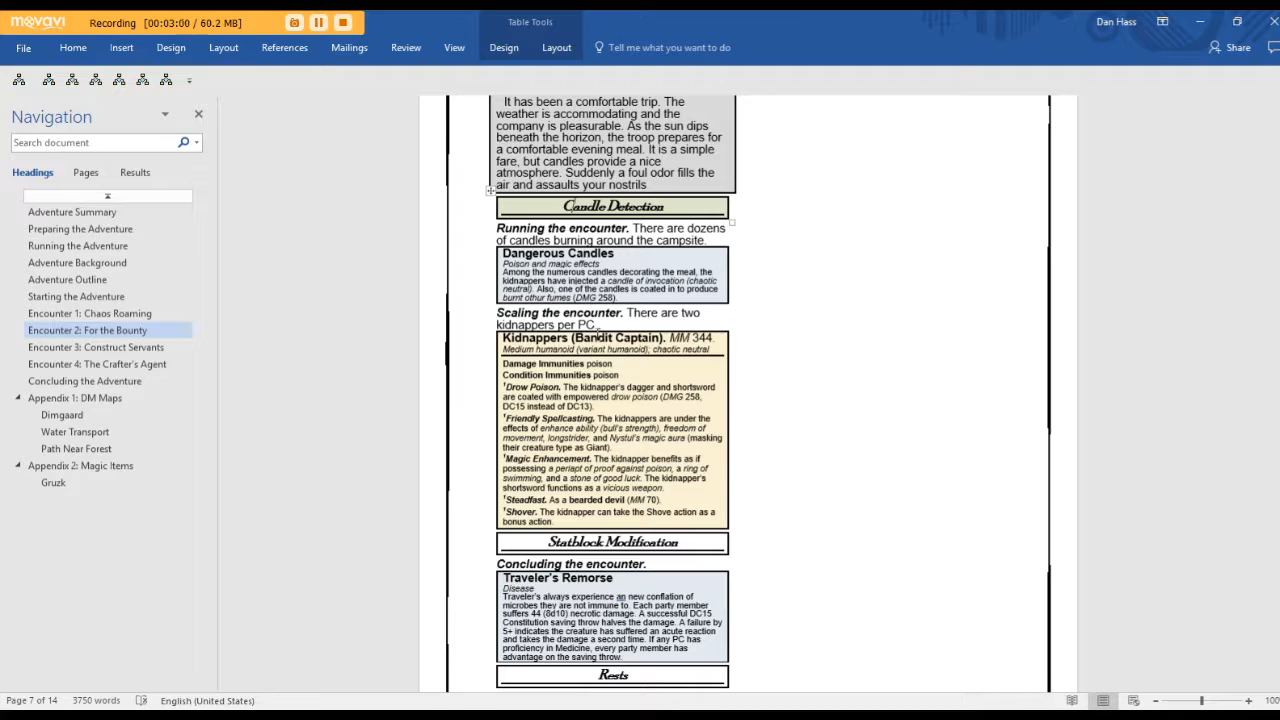 movavi
Recording [00:03:00 / 60.2 MB]
Table Tools
Dan Hass
File
Home
Insert
Design
Layout
References
Mailings
Review
View
Design
Layout
Tell me what you want to do
Share
Navigation
Search document
Headings
Pages
Results
Adventure Summary
Preparing the Adventure
Running the Adventure
Adventure Background
Adventure Outline
Starting the Adventure
Encounter 1: Chaos Roaming
Encounter 2: For the Bounty
Encounter 3: Construct Servants
Encounter 4: The Crafter's Agent
Concluding the Adventure
Appendix 1: DM Maps
Dimgaard
Water Transport
Path Near Forest
Appendix 2: Magic Items
Gruzk
It has been a comfortable trip. The
weather is accommodating and the
company is pleasurable. As the sun dips
beneath the horizon, the troop prepares for
a comfortable evening meal. It is a simple
fare, but candles provide a nice
atmosphere. Suddenly a foul odor fills the
air and assaults your nostrils
Candle Detection
Running the encounter. There are dozens
of candles burning around the campsite.
Dangerous Candles
Poison and magic effects
Among the numerous candles decorating the meal, the
kidnappers have injected a candle of invocation (chaotic
neutral). Also, one of the candles is coated in to produce
burnt othur fumes (DMG 258).
Scaling the encounter. There are two
kidnappers per PC.
Kidnappers (Bandit Captain). MM 344.
Medium humanoid (variant humanoid); chaotic neutral
Damage Immunities poison
Condition Immunities poison
†Drow Poison. The kidnapper's dagger and shortsword
are coated with empowered drow poison (DMG 258,
DC15 instead of DC13).
†Friendly Spellcasting. The kidnappers are under the
effects of enhance ability (bull's strength), freedom of
movement, longstrider, and Nystul's magic aura (masking
their creature type as Giant).
†Magic Enhancement. The kidnapper benefits as if
possessing a periapt of proof against poison, a ring of
swimming, and a stone of good luck. The kidnapper's
shortsword functions as a vicious weapon.
†Steadfast. As a bearded devil (MM 70).
†Shover. The kidnapper can take the Shove action as a
bonus action.
Statblock Modification
Concluding the encounter.
Traveler's Remorse
Disease
Traveler's always experience an new conflation of
microbes they are not immune to. Each party member
suffers 44 (8d10) necrotic damage. A successful DC15
Constitution saving throw halves the damage. A failure by
5+ indicates the creature has suffered an acute reaction
and takes the damage a second time. If any PC has
proficiency in Medicine, every party member has
advantage on the saving throw.
Rests
Page 7 of 14
3750 words
English (United States)
100